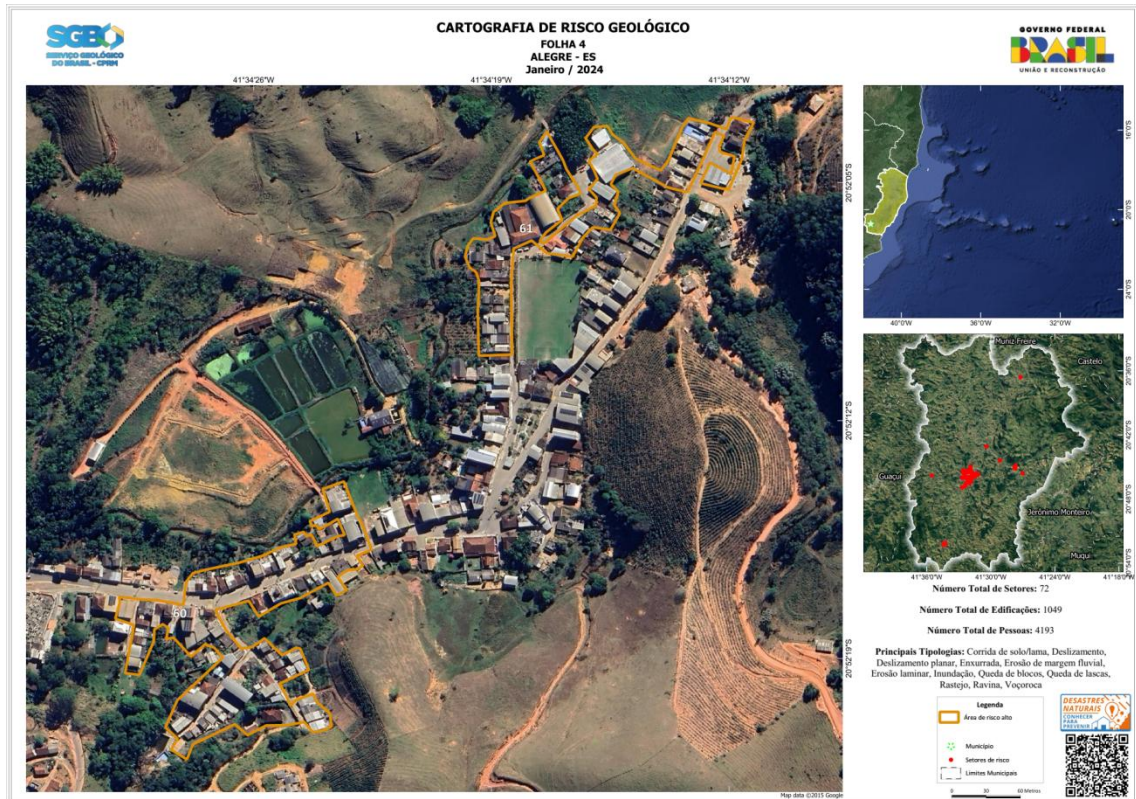 SGB
SERVIÇO GEOLÓGICO
DO BRASIL - CPRM
CARTOGRAFIA DE RISCO GEOLÓGICO
FOLHA 4
ALEGRE - ES
Janeiro / 2024
GOVERNO FEDERAL
BRASIL
UNIÃO E RECONSTRUÇÃO
41°34'26"W
41°34'19"W
41°34'12"W
20°52'05"S
20°52'12"S
20°52'19"S
61
60
Map data ©2015 Google
16°0'S
20°0'S
24°0'S
40°0'W
36°0'W
32°0'W
Muniz Freire
Castelo
Guaçuí
Jerônimo Monteiro
Muqui
20°36'0"S
20°42'0"S
20°48'0"S
20°54'0"S
41°36'0"W
41°30'0"W
41°24'0"W
41°18'0"W
Número Total de Setores: 72
Número Total de Edificações: 1049
Número Total de Pessoas: 4193
Principais Tipologias: Corrida de solo/lama, Deslizamento,
Deslizamento planar, Enxurrada, Erosão de margem fluvial,
Erosão laminar, Inundação, Queda de blocos, Queda de lascas,
Rastejo, Ravina, Voçoroca
Legenda
Área de risco alto
Município
Setores de risco
Limites Municipais
0 30 60 Metros
DESASTRES
NATURAIS
CONHECER
PARA
PREVENIR